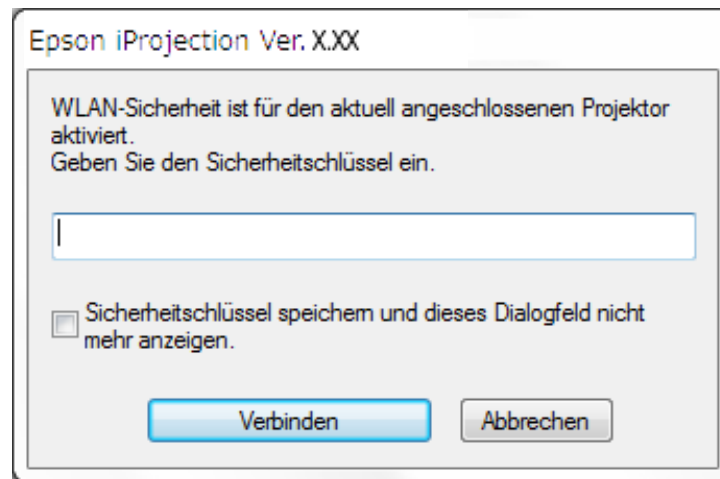 Epson iProjection Ver. X.XX
WLAN-Sicherheit ist für den aktuell angeschlossenen Projektor
aktiviert.
Geben Sie den Sicherheitschlüssel ein.
Sicherheitschlüssel speichern und dieses Dialogfeld nicht
mehr anzeigen.
Verbinden Abbrechen